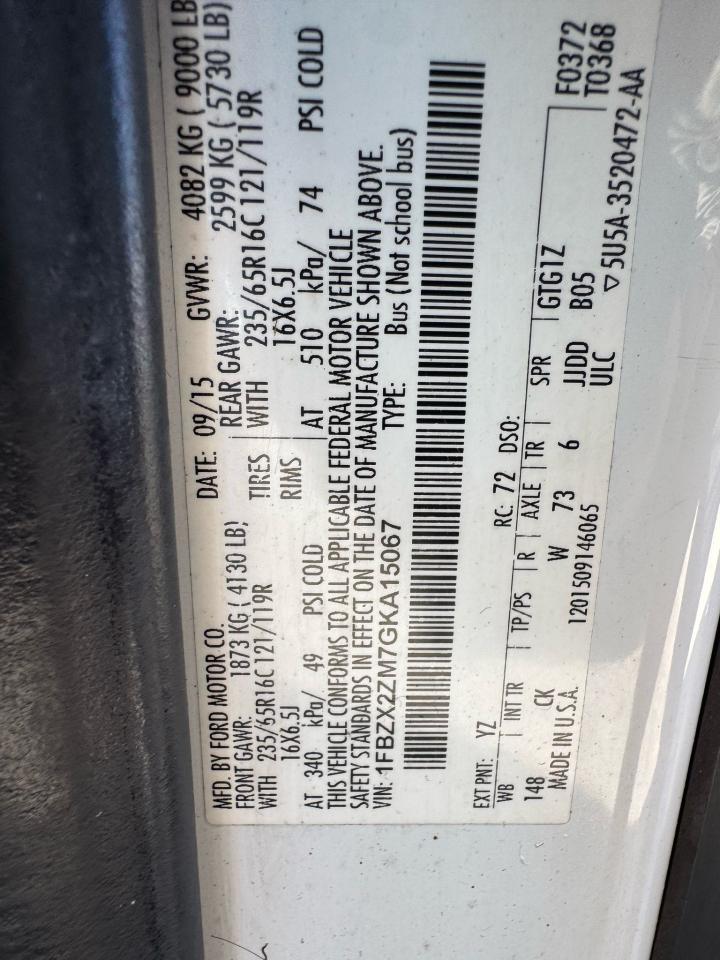 MFD. BY FORD MOTOR CO. DATE: 09/15 GVWR: 4082 KG ( 9000 LB
FRONT GAWR: 1873 KG ( 4130 LB) REAR GAWR: 2599 KG ( 5730 LB)
WITH 235/65R16C 121/119R TIRES WITH 235/65R16C 121/119R
16X6.5J RIMS 16X6.5J
AT 340 kPa/ 49 PSI COLD AT 510 kPa/ 74 PSI COLD
THIS VEHICLE CONFORMS TO ALL APPLICABLE FEDERAL MOTOR VEHICLE
SAFETY STANDARDS IN EFFECT ON THE DATE OF MANUFACTURE SHOWN ABOVE.
VIN: 1FBZX2ZM7GKA15067 TYPE: Bus (Not school bus)
EXT PNT: YZ RC: 72 DSO: F0372
WB INT TR TP/PS R AXLE TR SPR GTG1Z T0368
148 CK W 73 6 JJDD B05
MADE IN U.S.A. 1201509146065 ULC ▽ 5U5A-3520472-AA